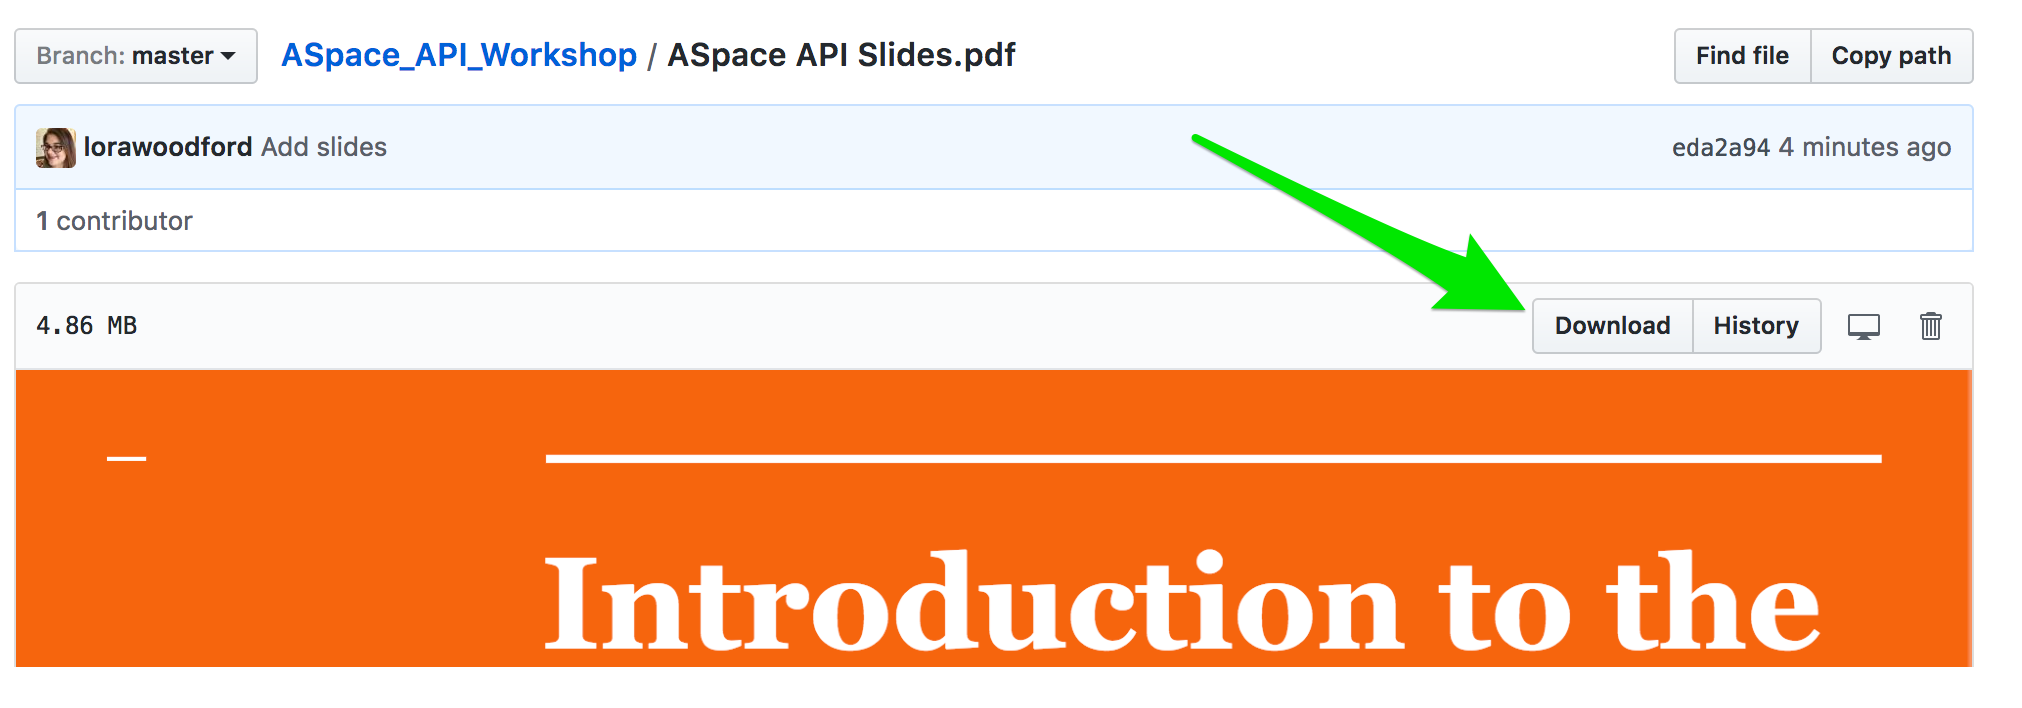 Branch: master
ASpace_API_Workshop / ASpace API Slides.pdf
Find file
Copy path
lorawoodford Add slides
eda2a94 4 minutes ago
1 contributor
4.86 MB
Download
History
Introduction to the